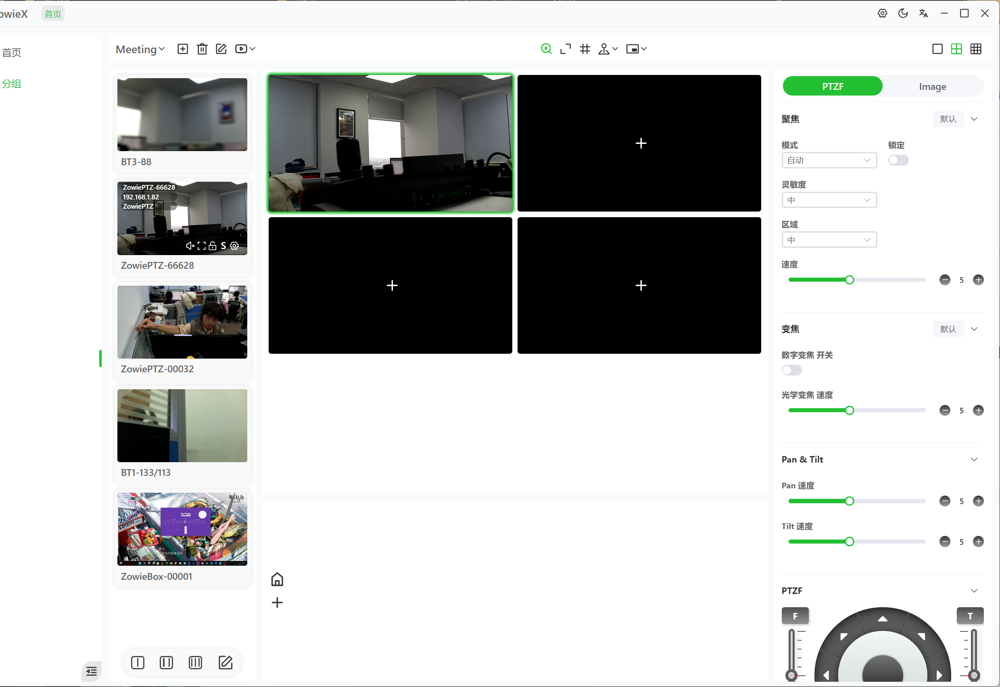 owieX
首页
首页
分组
Meeting
BT3-88
ZowiePTZ-66628
192.168.1.82
ZowiePTZ
S
ZowiePTZ-66628
ZowiePTZ-00032
BT1-133/113
twitch
ZowieBox-00001
PTZF
Image
聚焦
默认
模式
锁定
自动
灵敏度
中
区域
中
速度
5
变焦
默认
数字变焦 开关
光学变焦 速度
5
Pan & Tilt
Pan 速度
5
Tilt 速度
5
PTZF
F
T